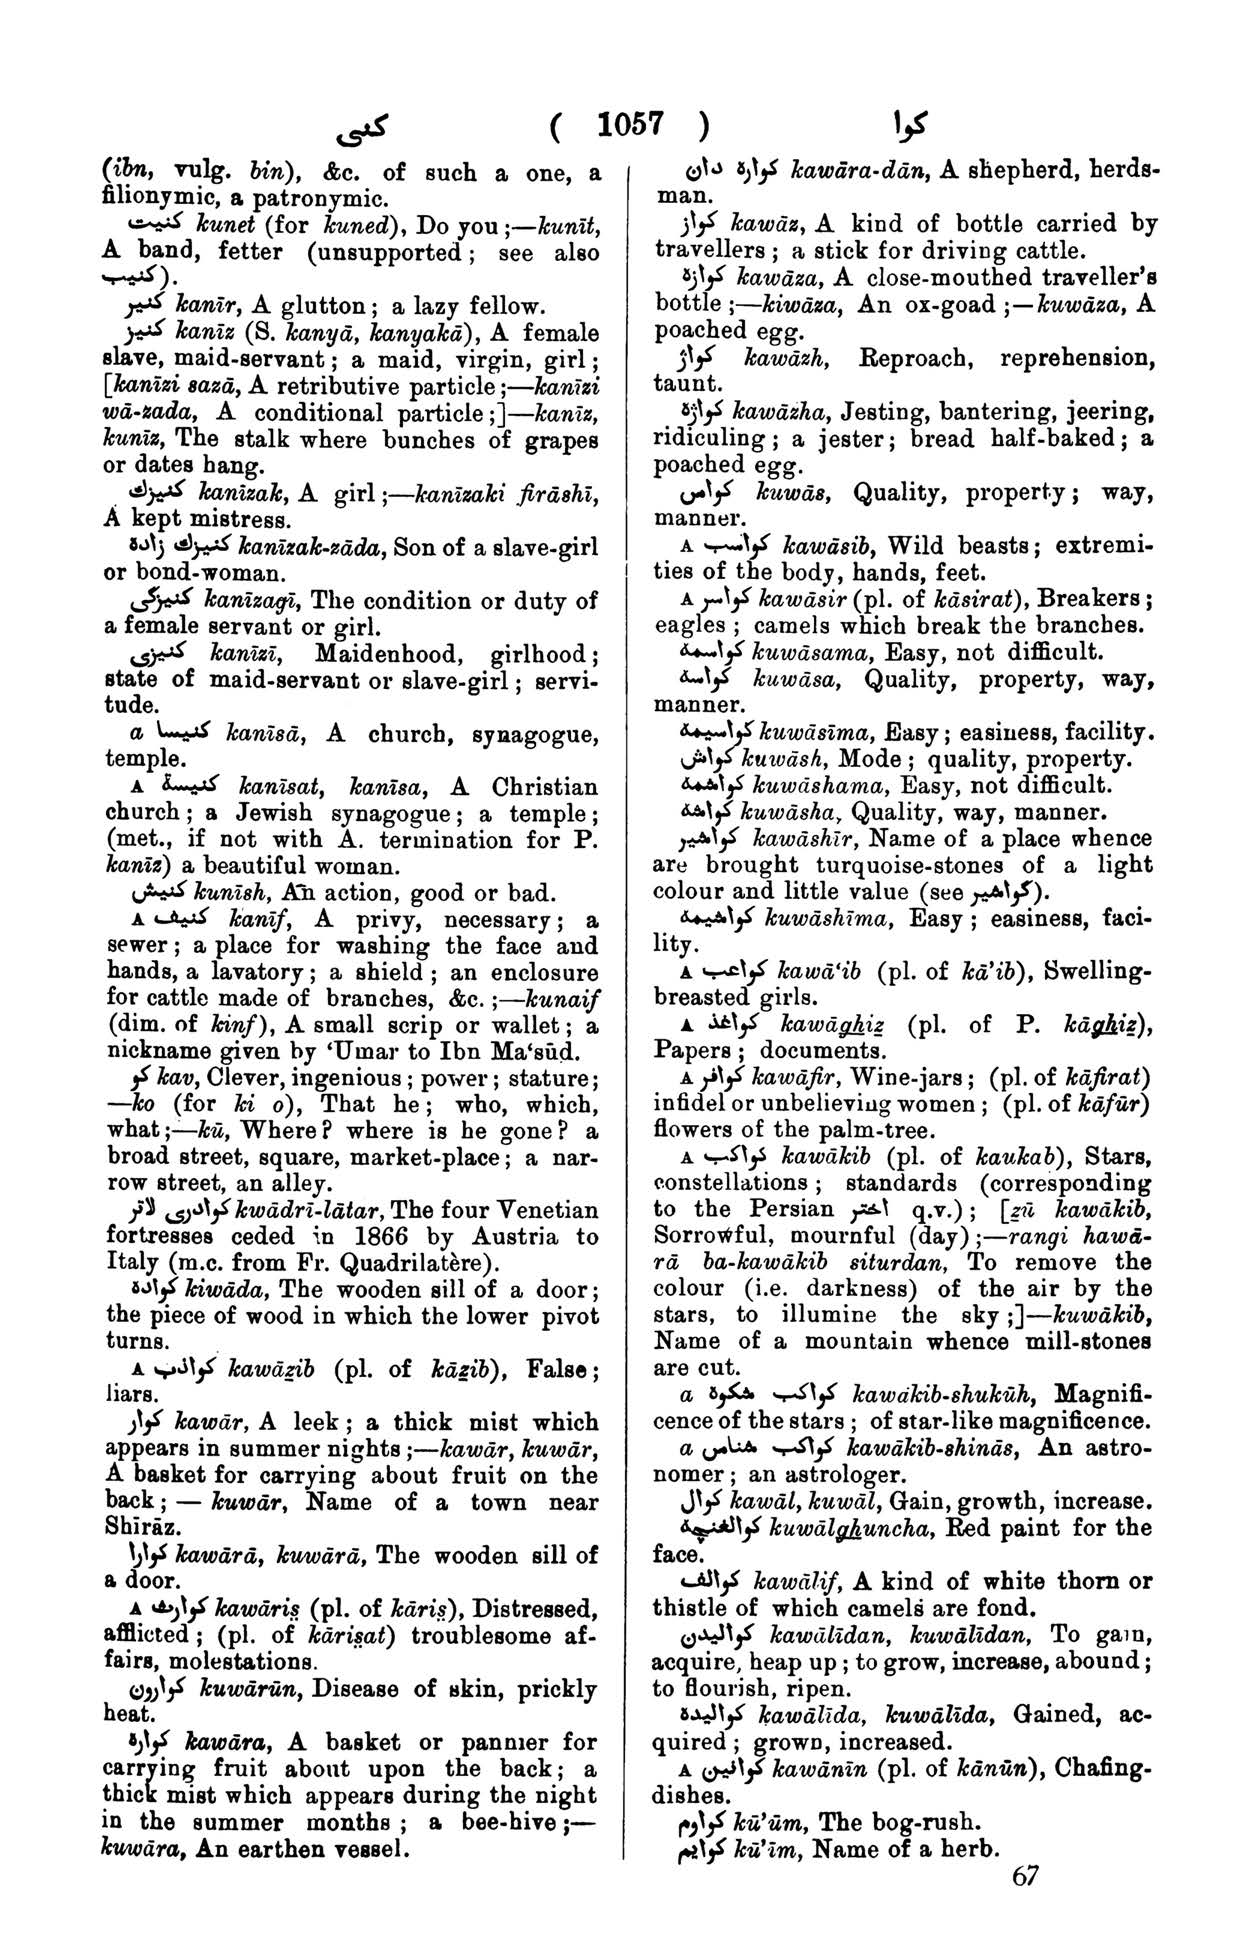 کنی ( 1057 ) کوا
(ibn, vulg. bin), &c. of such a one, a
filionymic, a patronymic.
کنیت kunet (for kuned), Do you ;—kunīt,
A band, fetter (unsupported ; see also
کنیب).
کنیر kanīr, A glutton ; a lazy fellow.
کنیز kanīz (S. kanyā, kanyakā), A female
slave, maid-servant ; a maid, virgin, girl ;
[kanīzi sazā, A retributive particle ;—kanīzi
wā-zada, A conditional particle ;]—kanīz,
kunīz, The stalk where bunches of grapes
or dates hang.
کنیزك kanīzak, A girl ;—kanīzaki firāshī,
A kept mistress.
کنیزك زاده kanīzak-zāda, Son of a slave-girl
or bond-woman.
کنیزگی kanīzagī, The condition or duty of
a female servant or girl.
کنیزی kanīzī, Maidenhood, girlhood ;
state of maid-servant or slave-girl ; servi-
tude.
a کنیسا kanīsā, A church, synagogue,
temple.
A کنیسة kanīsat, kanīsa, A Christian
church ; a Jewish synagogue ; a temple ;
(met., if not with A. termination for P.
kanīz) a beautiful woman.
کنیش kunīsh, An action, good or bad.
A کنیف kanīf, A privy, necessary ; a
sewer ; a place for washing the face and
hands, a lavatory ; a shield ; an enclosure
for cattle made of branches, &c. ;—kunaif
(dim. of kinf), A small scrip or wallet ; a
nickname given by ‘Umar to Ibn Ma‘sūd.
کو kav, Clever, ingenious ; power ; stature ;
—ko (for ki o), That he ; who, which,
what ;—kū, Where? where is he gone? a
broad street, square, market-place ; a nar-
row street, an alley.
کوادری لاتر kwādrī-lātar, The four Venetian
fortresses ceded in 1866 by Austria to
Italy (m.c. from Fr. Quadrilatère).
کواده kiwāda, The wooden sill of a door ;
the piece of wood in which the lower pivot
turns.
A کواذب kawāẕib (pl. of kāẕib), False ;
liars.
کوار kawār, A leek ; a thick mist which
appears in summer nights ;—kawār, kuwār,
A basket for carrying about fruit on the
back ; — kuwār, Name of a town near
Shīrāz.
کوارا kawārā, kuwārā, The wooden sill of
a door.
A کوارث kawāris̤ (pl. of kāris̤), Distressed,
afflicted ; (pl. of kāris̤at) troublesome af-
fairs, molestations.
کوارون kuwārūn, Disease of skin, prickly
heat.
کواره kawāra, A basket or pannier for
carrying fruit about upon the back ; a
thick mist which appears during the night
in the summer months ; a bee-hive ;—
kuwāra, An earthen vessel.
کواره دان kawāra-dān, A shepherd, herds-
man.
کواز kawāz, A kind of bottle carried by
travellers ; a stick for driving cattle.
کوازه kawāza, A close-mouthed traveller's
bottle ;—kiwāza, An ox-goad ;—kuwāza, A
poached egg.
کواژ kawāzh, Reproach, reprehension,
taunt.
کواژه kawāzha, Jesting, bantering, jeering,
ridiculing ; a jester ; bread half-baked ; a
poached egg.
کواس kuwās, Quality, property ; way,
manner.
A کواسب kawāsib, Wild beasts ; extremi-
ties of the body, hands, feet.
A کواسر kawāsir (pl. of kāsirat), Breakers ;
eagles ; camels which break the branches.
کواسمه kuwāsama, Easy, not difficult.
کواسه kuwāsa, Quality, property, way,
manner.
کواسیمه kuwāsīma, Easy ; easiness, facility.
کواش kuwāsh, Mode ; quality, property.
کواشمه kuwāshama, Easy, not difficult.
کواشه kuwāsha, Quality, way, manner.
کواشیر kawāshīr, Name of a place whence
are brought turquoise-stones of a light
colour and little value (see کواهیر).
کواشیمه kuwāshīma, Easy ; easiness, faci-
lity.
A کواعب kawā‘ib (pl. of kā’ib), Swelling-
breasted girls.
A کواغذ kawāghiẕ (pl. of P. kāghiẕ),
Papers ; documents.
A کوافر kawāfir, Wine-jars ; (pl. of kāfirat)
infidel or unbelieving women ; (pl. of kāfūr)
flowers of the palm-tree.
A کواکب kawākib (pl. of kaukab), Stars,
constellations ; standards (corresponding
to the Persian اختر q.v.) ; [ẕū kawākib,
Sorrowful, mournful (day) ;—rangi hawā-
rā ba-kawākib siturdan, To remove the
colour (i.e. darkness) of the air by the
stars, to illumine the sky ;]—kuwākib,
Name of a mountain whence mill-stones
are cut.
a کواکب شکوه kawākib-shukūh, Magnifi-
cence of the stars ; of star-like magnificence.
a کواکب شناس kawākib-shinās, An astro-
nomer ; an astrologer.
کوال kawāl, kuwāl, Gain, growth, increase.
کوالغنچه kuwālghuncha, Red paint for the
face.
کوالف kawālif, A kind of white thorn or
thistle of which camels are fond.
کوالیدن kawālīdan, kuwālīdan, To gain,
acquire, heap up ; to grow, increase, abound ;
to flourish, ripen.
کوالیده kawālīda, kuwālīda, Gained, ac-
quired ; grown, increased.
A کوانین kawānīn (pl. of kānūn), Chafing-
dishes.
کواوم kū’ūm, The bog-rush.
کوایم kū’īm, Name of a herb.
67